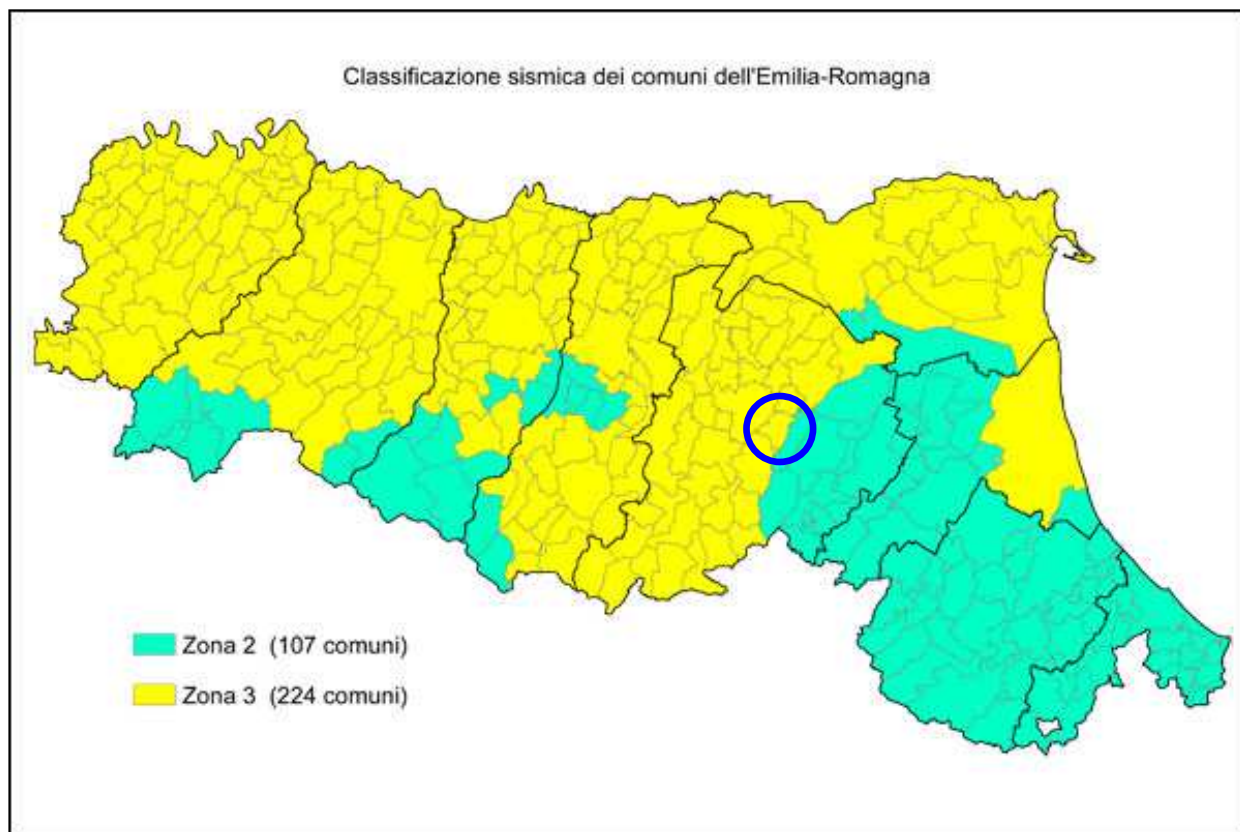 Classificazione sismica dei comuni dell'Emilia-Romagna
Zona 2 (107 comuni)
Zona 3 (224 comuni)